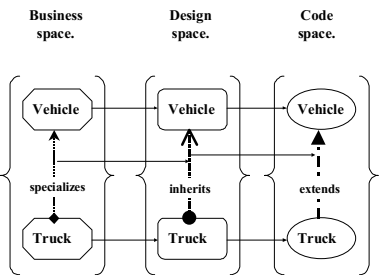 Business Design Code
space. space. space.
Vehicle Vehicle Vehicle
specializes inherits extends
Truck Truck Truck